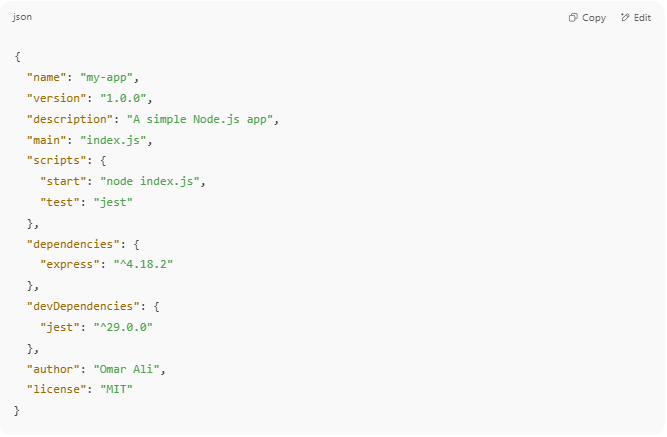 json
Copy
Edit
{
  "name": "my-app",
  "version": "1.0.0",
  "description": "A simple Node.js app",
  "main": "index.js",
  "scripts": {
    "start": "node index.js",
    "test": "jest"
  },
  "dependencies": {
    "express": "^4.18.2"
  },
  "devDependencies": {
    "jest": "^29.0.0"
  },
  "author": "Omar Ali",
  "license": "MIT"
}